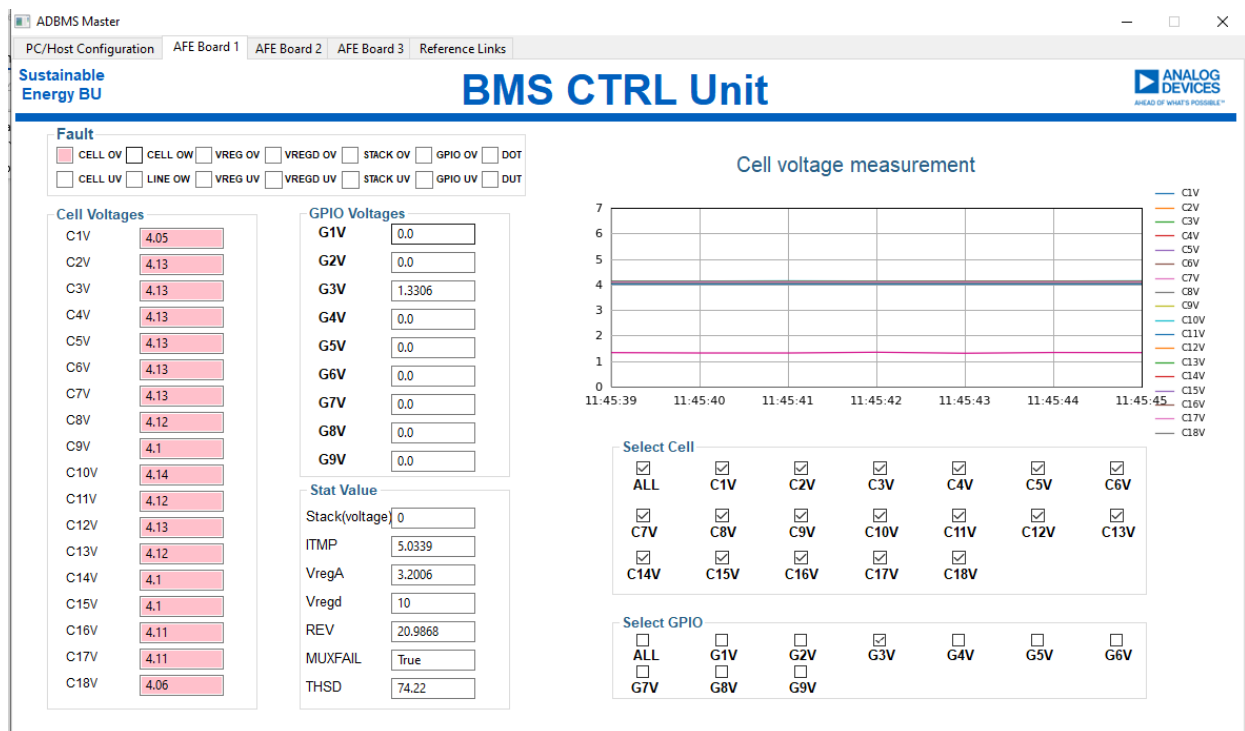 ADBMS Master
PC/Host Configuration AFE Board 1 AFE Board 2 AFE Board 3 Reference Links
Sustainable
Energy BU
BMS CTRL Unit
ANALOG
DEVICES
AHEAD OF WHAT'S POSSIBLE™
Fault
CELL OV CELL OW VREG OV VREGD OV STACK OV GPIO OV DOT
CELL UV LINE OW VREG UV VREGD UV STACK UV GPIO UV DUT
Cell Voltages
C1V 4.05
C2V 4.13
C3V 4.13
C4V 4.13
C5V 4.13
C6V 4.13
C7V 4.13
C8V 4.12
C9V 4.1
C10V 4.14
C11V 4.12
C12V 4.13
C13V 4.12
C14V 4.1
C15V 4.1
C16V 4.11
C17V 4.11
C18V 4.06
GPIO Voltages
G1V 0.0
G2V 0.0
G3V 1.3306
G4V 0.0
G5V 0.0
G6V 0.0
G7V 0.0
G8V 0.0
G9V 0.0
Stat Value
Stack(voltage) 0
ITMP 5.0339
VregA 3.2006
Vregd 10
REV 20.9868
MUXFAIL True
THSD 74.22
Cell voltage measurement
7
6
5
4
3
2
1
0
11:45:39 11:45:40 11:45:41 11:45:42 11:45:43 11:45:44 11:45:45
C1V
C2V
C3V
C4V
C5V
C6V
C7V
C8V
C9V
C10V
C11V
C12V
C13V
C14V
C15V
C16V
C17V
C18V
Select Cell
ALL C1V C2V C3V C4V C5V C6V
C7V C8V C9V C10V C11V C12V C13V
C14V C15V C16V C17V C18V
Select GPIO
ALL G1V G2V G3V G4V G5V G6V
G7V G8V G9V